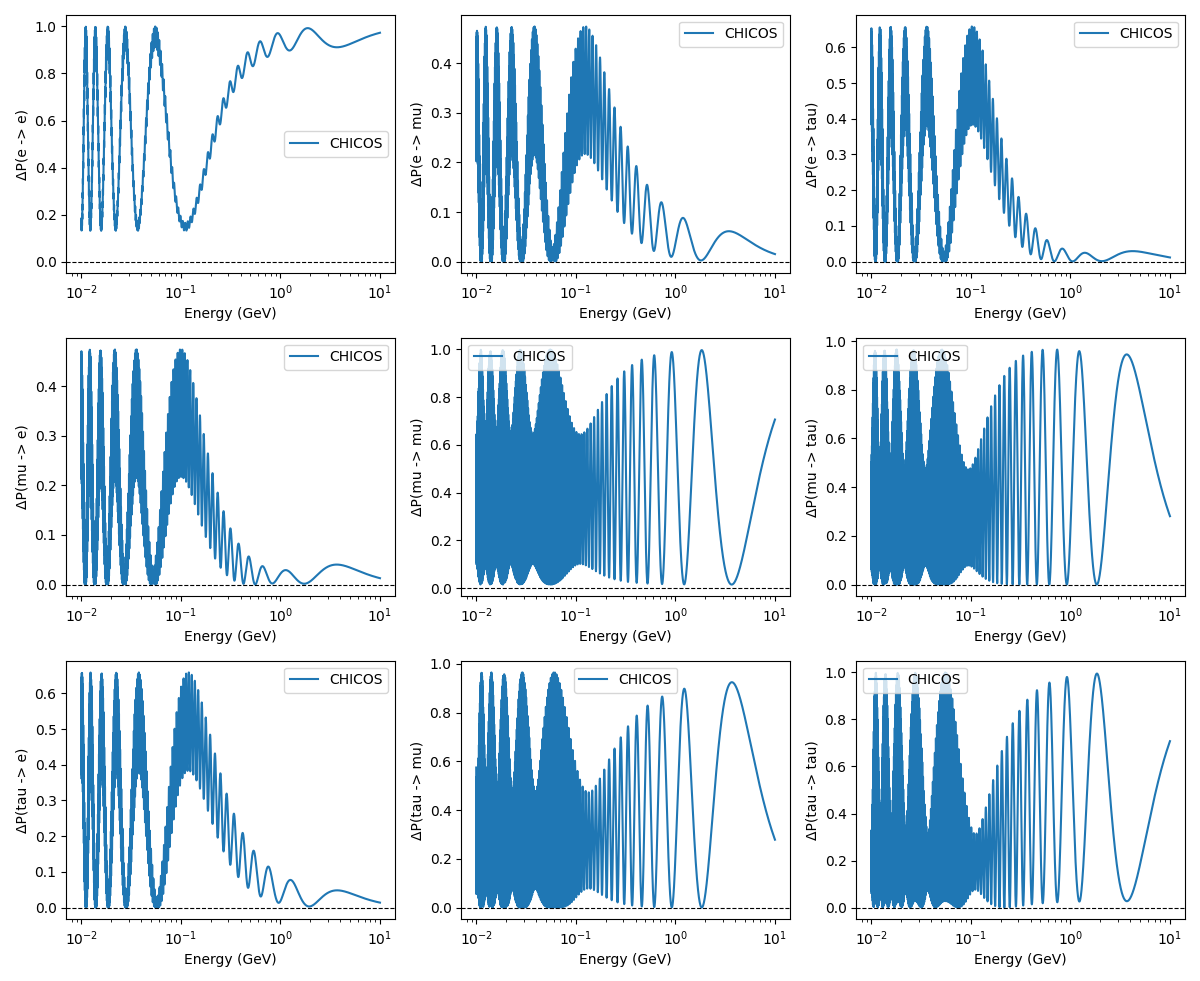 1.0
0.8
0.6
0.4
0.2
0.0
ΔP(e -> e)
CHICOS
10⁻² 10⁻¹ 10⁰ 10¹
Energy (GeV)
0.4
0.3
0.2
0.1
0.0
ΔP(e -> mu)
CHICOS
10⁻² 10⁻¹ 10⁰ 10¹
Energy (GeV)
0.6
0.5
0.4
0.3
0.2
0.1
0.0
ΔP(e -> tau)
CHICOS
10⁻² 10⁻¹ 10⁰ 10¹
Energy (GeV)
0.4
0.3
0.2
0.1
0.0
ΔP(mu -> e)
CHICOS
10⁻² 10⁻¹ 10⁰ 10¹
Energy (GeV)
1.0
0.8
0.6
0.4
0.2
0.0
ΔP(mu -> mu)
CHICOS
10⁻² 10⁻¹ 10⁰ 10¹
Energy (GeV)
1.0
0.8
0.6
0.4
0.2
0.0
ΔP(mu -> tau)
CHICOS
10⁻² 10⁻¹ 10⁰ 10¹
Energy (GeV)
0.6
0.5
0.4
0.3
0.2
0.1
0.0
ΔP(tau -> e)
CHICOS
10⁻² 10⁻¹ 10⁰ 10¹
Energy (GeV)
1.0
0.8
0.6
0.4
0.2
0.0
ΔP(tau -> mu)
CHICOS
10⁻² 10⁻¹ 10⁰ 10¹
Energy (GeV)
1.0
0.8
0.6
0.4
0.2
0.0
ΔP(tau -> tau)
CHICOS
10⁻² 10⁻¹ 10⁰ 10¹
Energy (GeV)